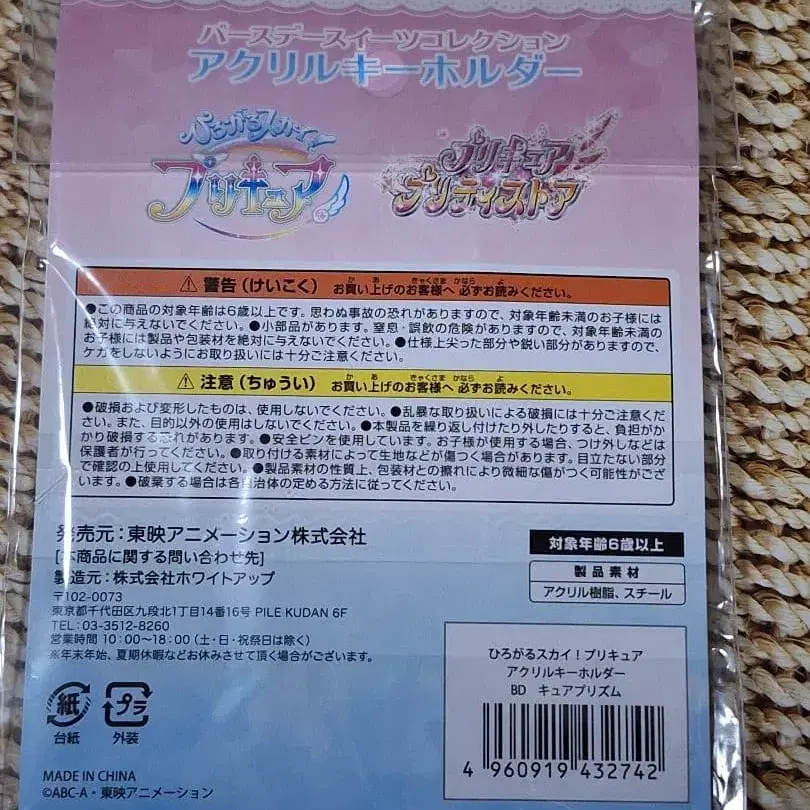 バースデースイーツコレクション
アクリルキーホルダー
ひろがるスカイ！
プリキュア
プリキュア
プリティストア
⚠ 警告（けいこく） お買い上げのお客様へ 必ずお読みください。
か あ きゃくさま かなら よ
●この商品の対象年齢は6歳以上です。思わぬ事故の恐れがありますので、対象年齢未満のお子様には
絶対に与えないでください。●小部品があります。窒息・誤飲の危険がありますので、対象年齢未満の
お子様には製品や包装材を絶対に与えないでください。●仕様上尖った部分や鋭い部分がありますので、
ケガをしないようにお取り扱いには十分ご注意ください。
⚠ 注意（ちゅうい） お買い上げのお客様へ 必ずお読みください。
か あ きゃくさま かなら よ
●破損および変形したものは、使用しないでください。●乱暴な取り扱いによる破損には十分ご注意くだ
さい。また、目的以外の使用はしないでください。●本製品を繰り返し付けたり外したりすると、負担がか
かり破損する恐れがあります。●安全ピンを使用しています。お子様が使用する場合、つけ外しなどは
保護者が行ってください。●取り付ける素材によって生地などが傷つく場合があります。目立たない部分
で確認の上使用してください。●製品素材の性質上、包装材との擦れにより微細な傷がつく可能性がござ
います。●破棄する場合は各自治体の定める方法に従ってください。
発売元：東映アニメーション株式会社
[本商品に関する問い合わせ先]
製造元：株式会社ホワイトアップ
〒102-0073
東京都千代田区九段北1丁目14番16号 PILE KUDAN 6F
TEL：03-3512-8260
営業時間 10：00〜18：00（土・日・祝祭日は除く）
※年末年始、夏期休暇などお休みさせて頂く場合がございます。
対象年齢6歳以上
製品素材
アクリル樹脂、スチール
ひろがるスカイ！プリキュア
アクリルキーホルダー
BD キュアプリズム
4 960919 432742
紙
台紙
プラ
外装
MADE IN CHINA
©ABC-A・東映アニメーション